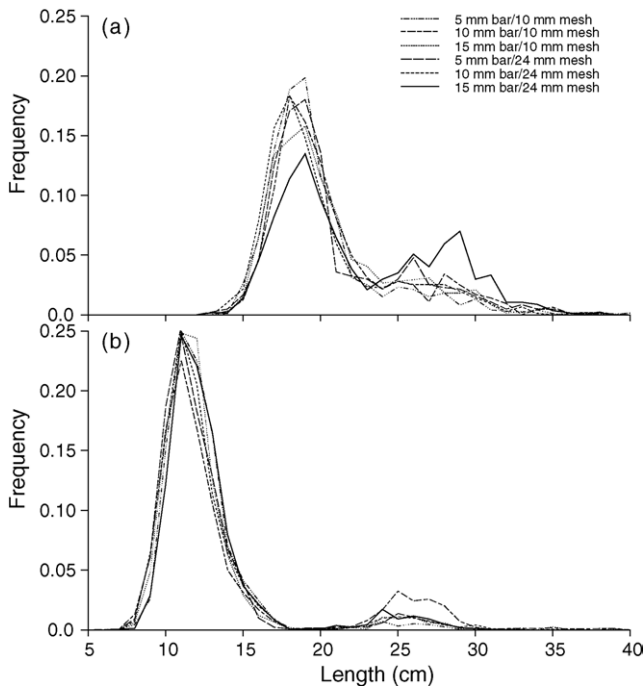 (a)
5 mm bar/10 mm mesh
10 mm bar/10 mm mesh
15 mm bar/10 mm mesh
5 mm bar/24 mm mesh
10 mm bar/24 mm mesh
15 mm bar/24 mm mesh
0.25
0.20
0.15
0.10
0.05
0.0
Frequency
(b)
0.25
0.20
0.15
0.10
0.05
0.0
Frequency
5 10 15 20 25 30 35 40
Length (cm)